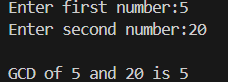 Enter first number:5
Enter second number:20
GCD of 5 and 20 is 5